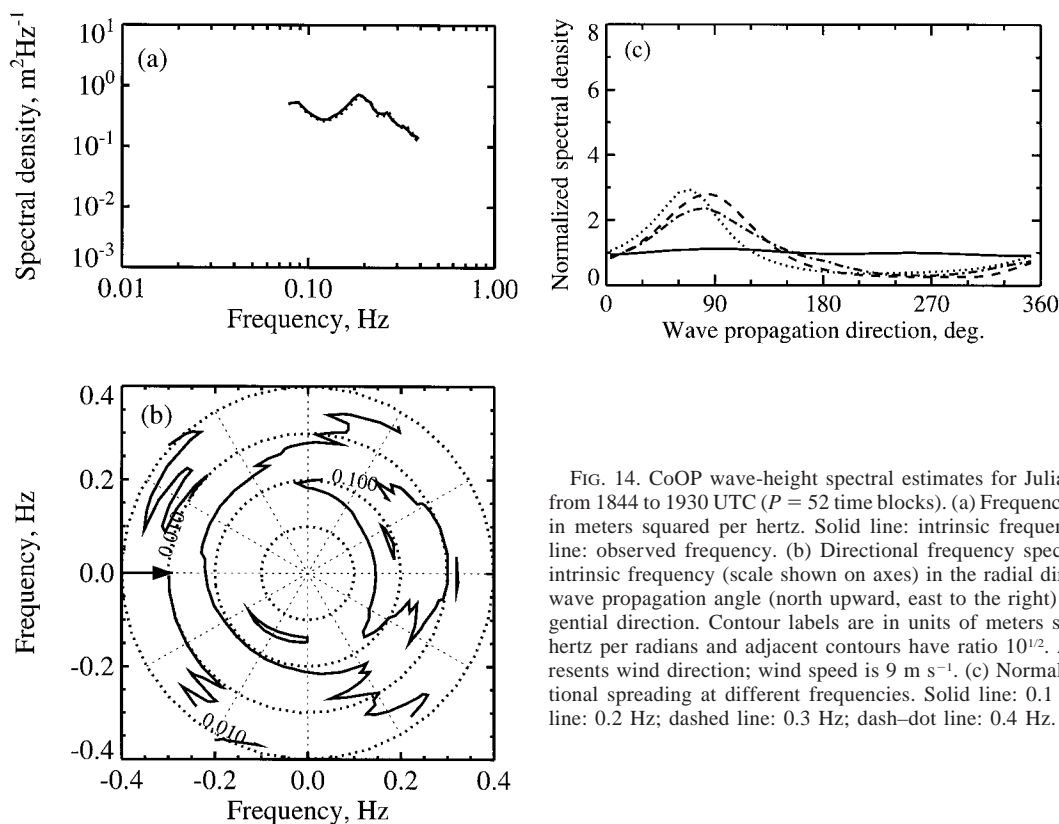 10^1
10^0
10^-1
10^-2
10^-3
Spectral density, m^2Hz^-1
(a)
0.01 0.10 1.00
Frequency, Hz
8
6
4
2
0
Normalized spectral density
(c)
0 90 180 270 360
Wave propagation direction, deg.
0.4
0.2
0.0
-0.2
-0.4
Frequency, Hz
(b)
0.100
0.010
0.010
-0.4 -0.2 0.0 0.2 0.4
Frequency, Hz
FIG. 14. CoOP wave-height spectral estimates for Julia
from 1844 to 1930 UTC (P = 52 time blocks). (a) Frequenc
in meters squared per hertz. Solid line: intrinsic frequen
line: observed frequency. (b) Directional frequency spec
intrinsic frequency (scale shown on axes) in the radial dir
wave propagation angle (north upward, east to the right)
gential direction. Contour labels are in units of meters s
hertz per radians and adjacent contours have ratio 10^1/2.
resents wind direction; wind speed is 9 m s^-1. (c) Normal
tional spreading at different frequencies. Solid line: 0.1
line: 0.2 Hz; dashed line: 0.3 Hz; dash–dot line: 0.4 Hz.